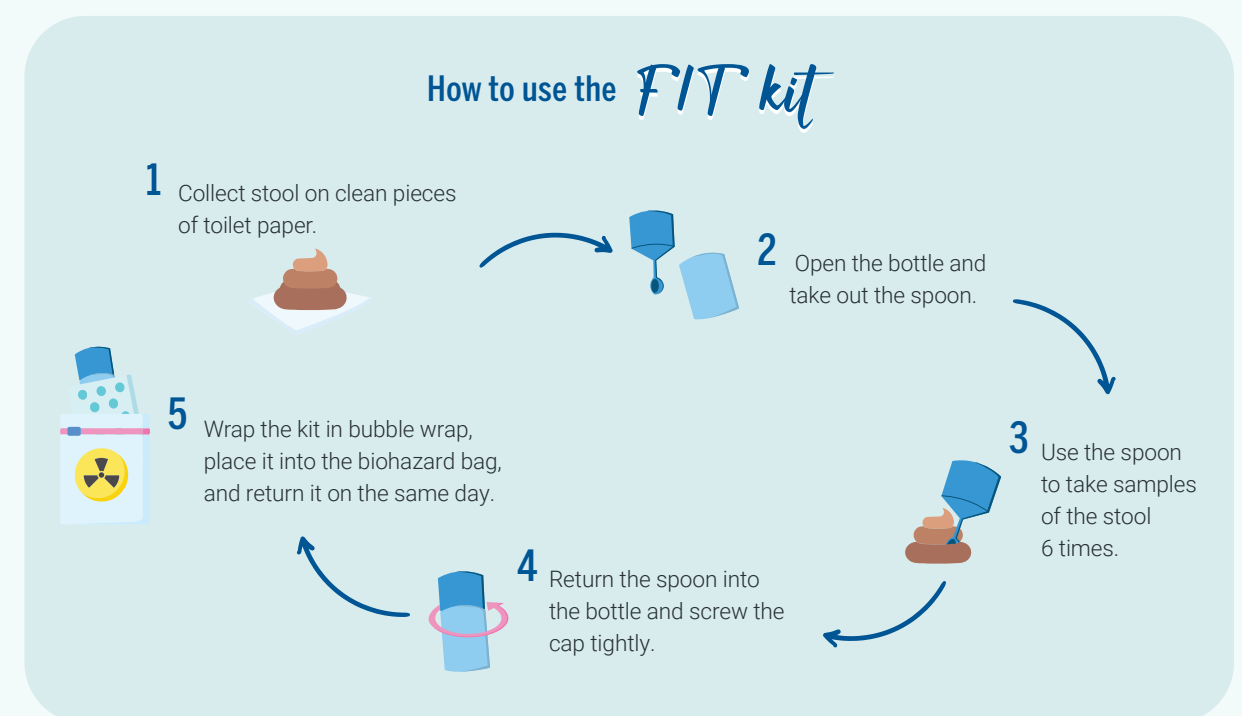 How to use the FIT kit
1
Collect stool on clean pieces
of toilet paper.
2
Open the bottle and
take out the spoon.
3
Use the spoon
to take samples
of the stool
6 times.
4
Return the spoon into
the bottle and screw the
cap tightly.
5
Wrap the kit in bubble wrap,
place it into the biohazard bag,
and return it on the same day.